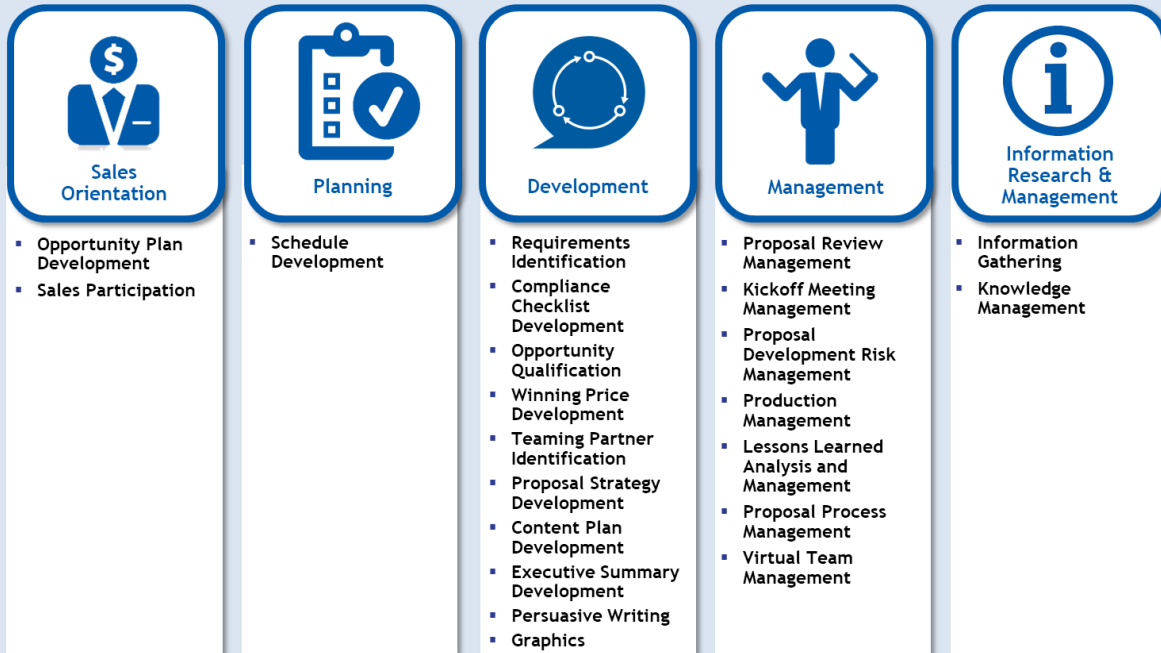 $
Sales
Orientation
▪ Opportunity Plan
Development
▪ Sales Participation
Planning
▪ Schedule
Development
Development
▪ Requirements
Identification
▪ Compliance
Checklist
Development
▪ Opportunity
Qualification
▪ Winning Price
Development
▪ Teaming Partner
Identification
▪ Proposal Strategy
Development
▪ Content Plan
Development
▪ Executive Summary
Development
▪ Persuasive Writing
▪ Graphics
Management
▪ Proposal Review
Management
▪ Kickoff Meeting
Management
▪ Proposal
Development Risk
Management
▪ Production
Management
▪ Lessons Learned
Analysis and
Management
▪ Proposal Process
Management
▪ Virtual Team
Management
i
Information
Research &
Management
▪ Information
Gathering
▪ Knowledge
Management